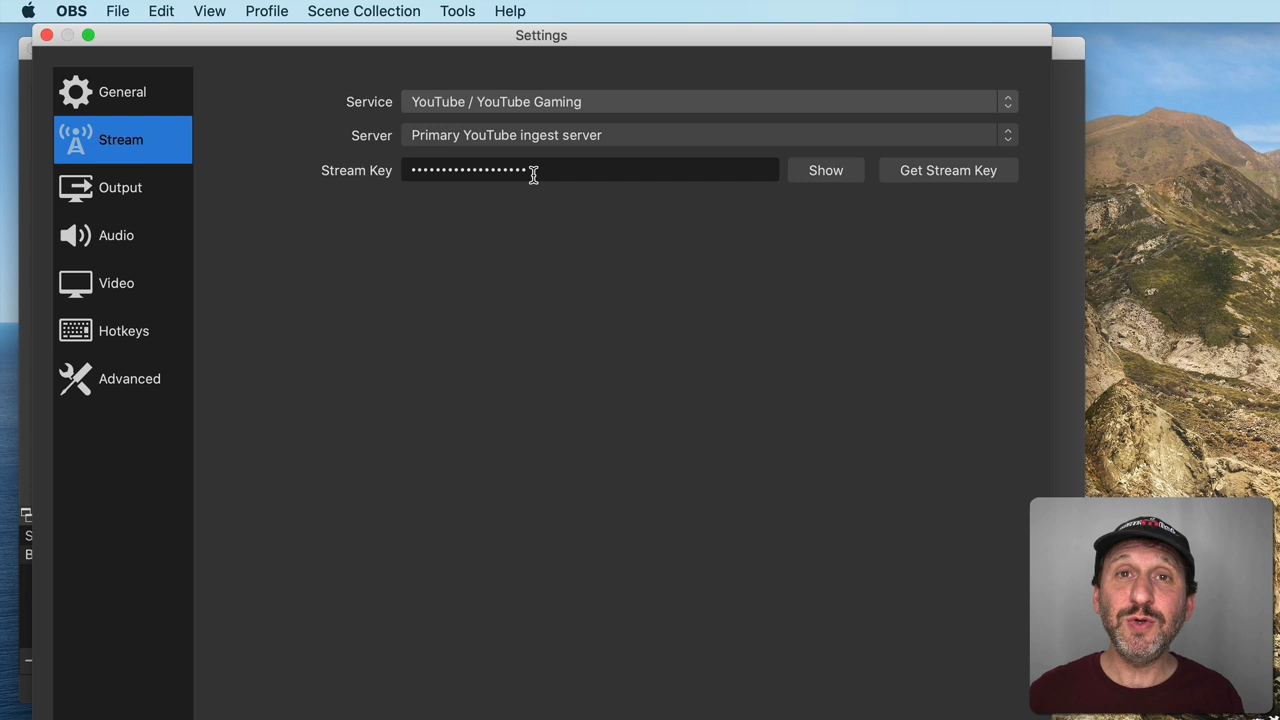 OBS File Edit View Profile Scene Collection Tools Help
Settings
General
Stream
Output
Audio
Video
Hotkeys
Advanced
Service YouTube / YouTube Gaming
Server Primary YouTube ingest server
Stream Key ••••••••••••••••••• Show Get Stream Key
S
B